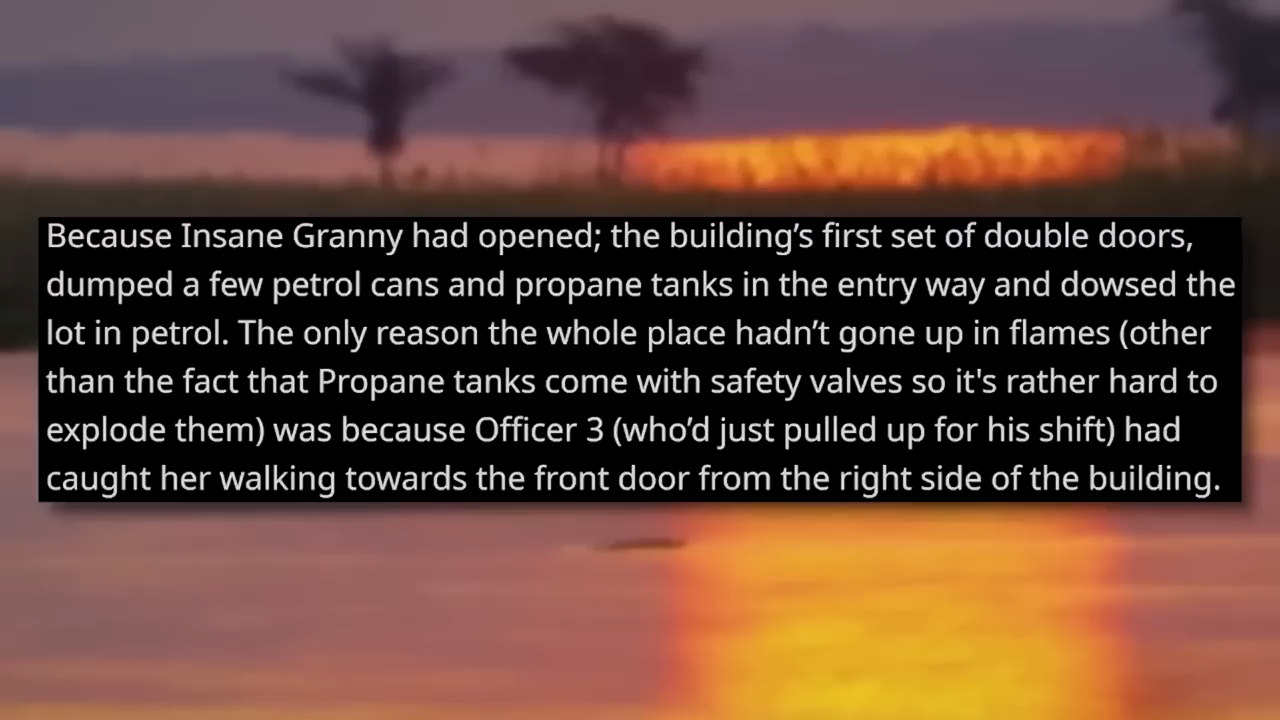 Because Insane Granny had opened; the building’s first set of double doors,
dumped a few petrol cans and propane tanks in the entry way and dowsed the
lot in petrol. The only reason the whole place hadn’t gone up in flames (other
than the fact that Propane tanks come with safety valves so it's rather hard to
explode them) was because Officer 3 (who’d just pulled up for his shift) had
caught her walking towards the front door from the right side of the building.